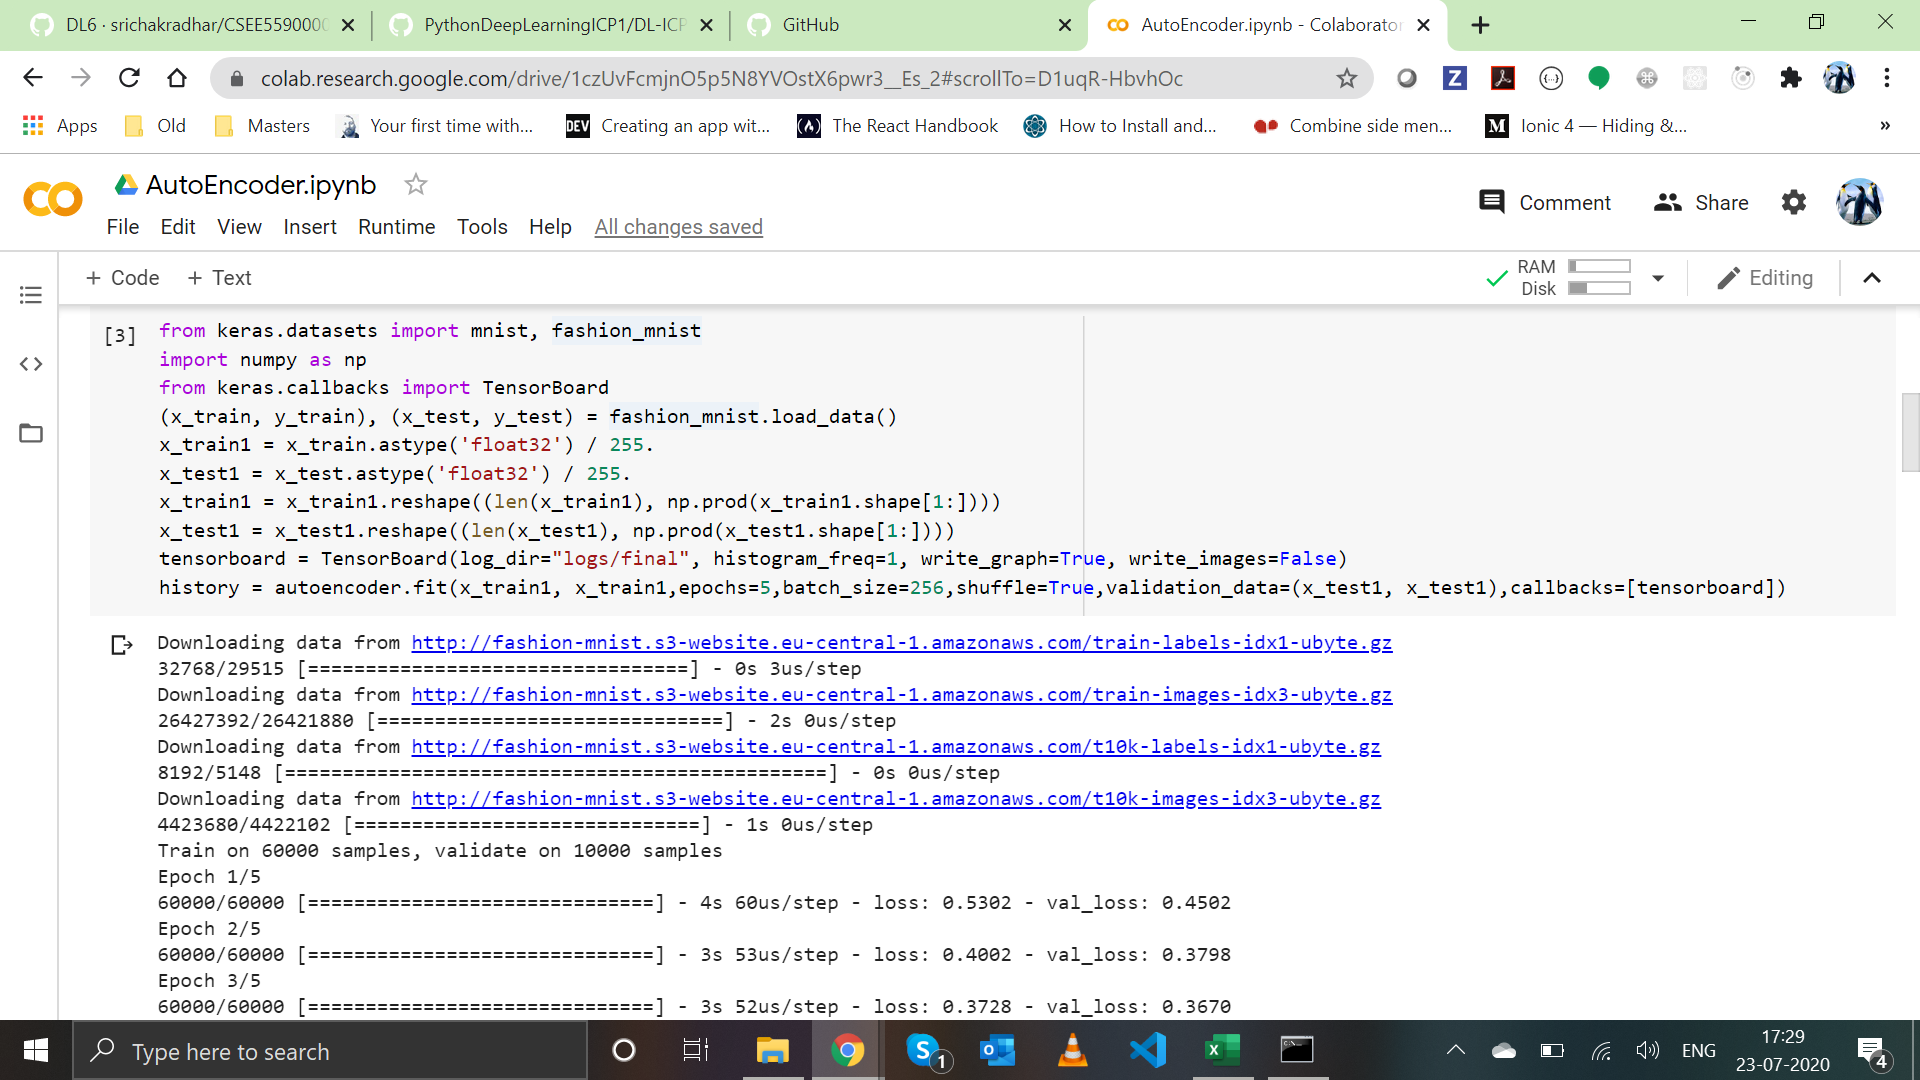 DL6 · srichakradhar/CSEE5590000
PythonDeepLearningICP1/DL-ICP
GitHub
AutoEncoder.ipynb - Colaborator
colab.research.google.com/drive/1czUvFcmjnO5p5N8YVOstX6pwr3__Es_2#scrollTo=D1uqR-HbvhOc
Apps
Old
Masters
Your first time with...
DEV
Creating an app wit...
The React Handbook
How to Install and...
Combine side men...
M
Ionic 4 — Hiding &...
»
AutoEncoder.ipynb
File Edit View Insert Runtime Tools Help All changes saved
Comment
Share
+ Code + Text
RAM
Disk
Editing
[3]
from keras.datasets import mnist, fashion_mnist
import numpy as np
from keras.callbacks import TensorBoard
(x_train, y_train), (x_test, y_test) = fashion_mnist.load_data()
x_train1 = x_train.astype('float32') / 255.
x_test1 = x_test.astype('float32') / 255.
x_train1 = x_train1.reshape((len(x_train1), np.prod(x_train1.shape[1:])))
x_test1 = x_test1.reshape((len(x_test1), np.prod(x_test1.shape[1:])))
tensorboard = TensorBoard(log_dir="logs/final", histogram_freq=1, write_graph=True, write_images=False)
history = autoencoder.fit(x_train1, x_train1,epochs=5,batch_size=256,shuffle=True,validation_data=(x_test1, x_test1),callbacks=[tensorboard])
Downloading data from http://fashion-mnist.s3-website.eu-central-1.amazonaws.com/train-labels-idx1-ubyte.gz
32768/29515 [=================================] - 0s 3us/step
Downloading data from http://fashion-mnist.s3-website.eu-central-1.amazonaws.com/train-images-idx3-ubyte.gz
26427392/26421880 [==============================] - 2s 0us/step
Downloading data from http://fashion-mnist.s3-website.eu-central-1.amazonaws.com/t10k-labels-idx1-ubyte.gz
8192/5148 [===============================================] - 0s 0us/step
Downloading data from http://fashion-mnist.s3-website.eu-central-1.amazonaws.com/t10k-images-idx3-ubyte.gz
4423680/4422102 [==============================] - 1s 0us/step
Train on 60000 samples, validate on 10000 samples
Epoch 1/5
60000/60000 [==============================] - 4s 60us/step - loss: 0.5302 - val_loss: 0.4502
Epoch 2/5
60000/60000 [==============================] - 3s 53us/step - loss: 0.4002 - val_loss: 0.3798
Epoch 3/5
60000/60000 [==============================] - 3s 52us/step - loss: 0.3728 - val_loss: 0.3670
Type here to search
1
ENG
17:29
23-07-2020
4